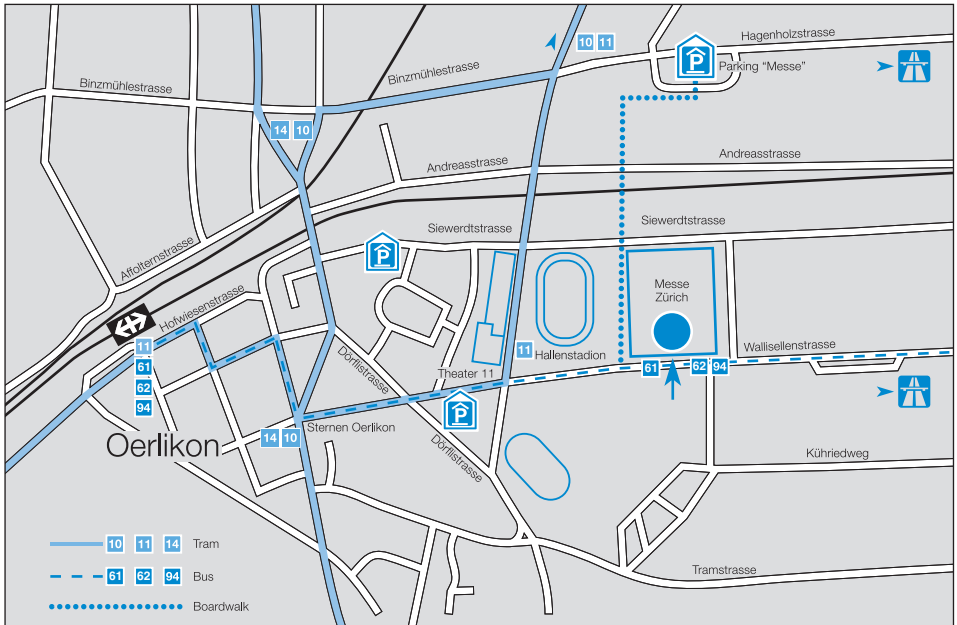 10 11
Hagenholzstrasse
P
Parking "Messe"
Binzmühlestrasse
Binzmühlestrasse
14 10
Andreasstrasse
Andreasstrasse
Siewerdtstrasse
Siewerdtstrasse
Affolternstrasse
P
Hofwiesenstrasse
Messe
Zürich
11
61
62
94
Dörflistrasse
11
Hallenstadion
Wallisellenstrasse
61
62 94
Theater 11
P
Sternen Oerlikon
14 10
Oerlikon
Dörflistrasse
Kühriedweg
10 11 14 Tram
61 62 94 Bus
Tramstrasse
Boardwalk